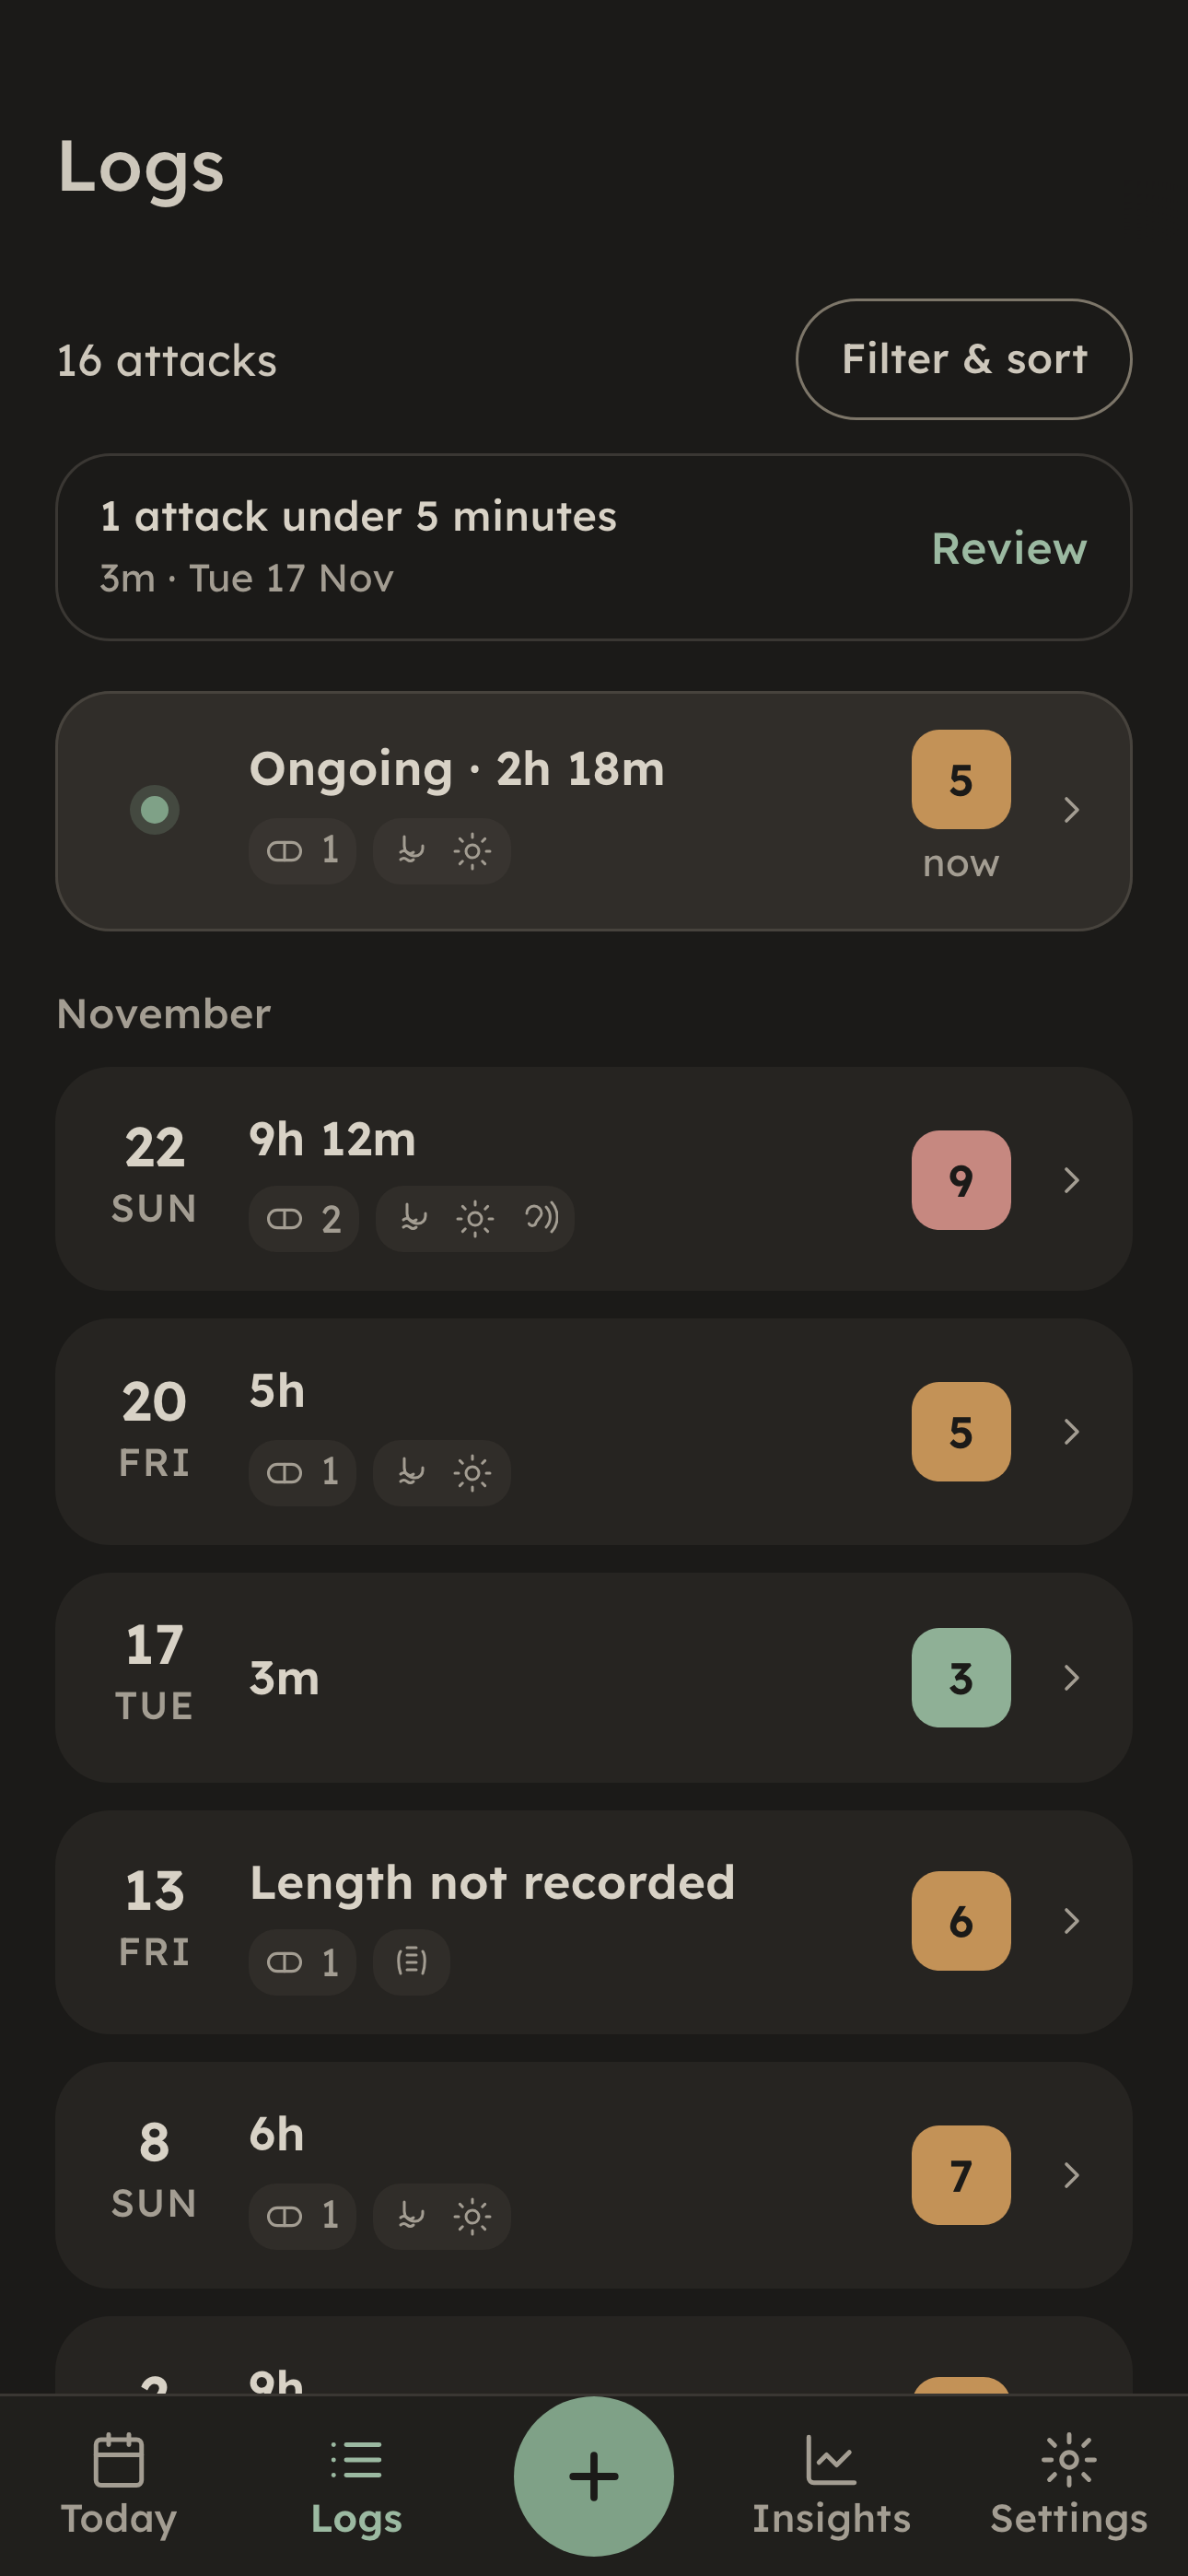 Logs
16 attacks
Filter & sort
1 attack under 5 minutes
3m · Tue 17 Nov
Review
Ongoing · 2h 18m
1
5
now
November
22
SUN
9h 12m
2
9
20
FRI
5h
1
5
17
TUE
3m
3
13
FRI
Length not recorded
1
6
8
SUN
6h
1
7
2
9h
Today
Logs
Insights
Settings